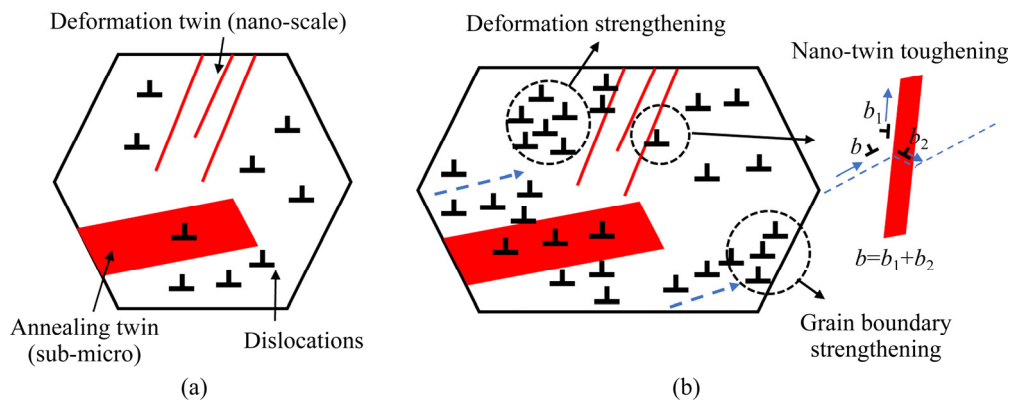 Deformation twin (nano-scale)
Annealing twin
(sub-micro)
Dislocations
(a)
Deformation strengthening
Nano-twin toughening
b1
b
b2
b=b1+b2
Grain boundary
strengthening
(b)